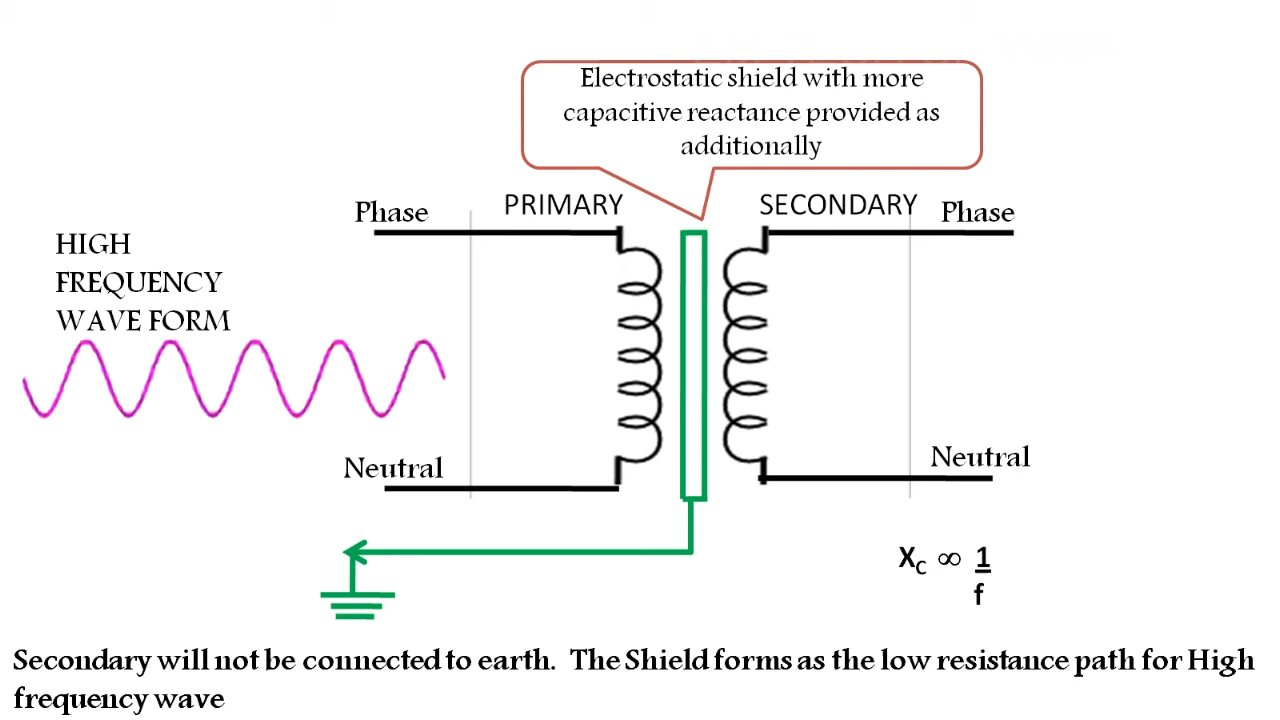 Electrostatic shield with more
capacitive reactance provided as
additionally
Phase
PRIMARY
SECONDARY
Phase
HIGH
FREQUENCY
WAVE FORM
Neutral
Neutral
X_C ∞ 1
f
Secondary will not be connected to earth.  The Shield forms as the low resistance path for High
frequency wave